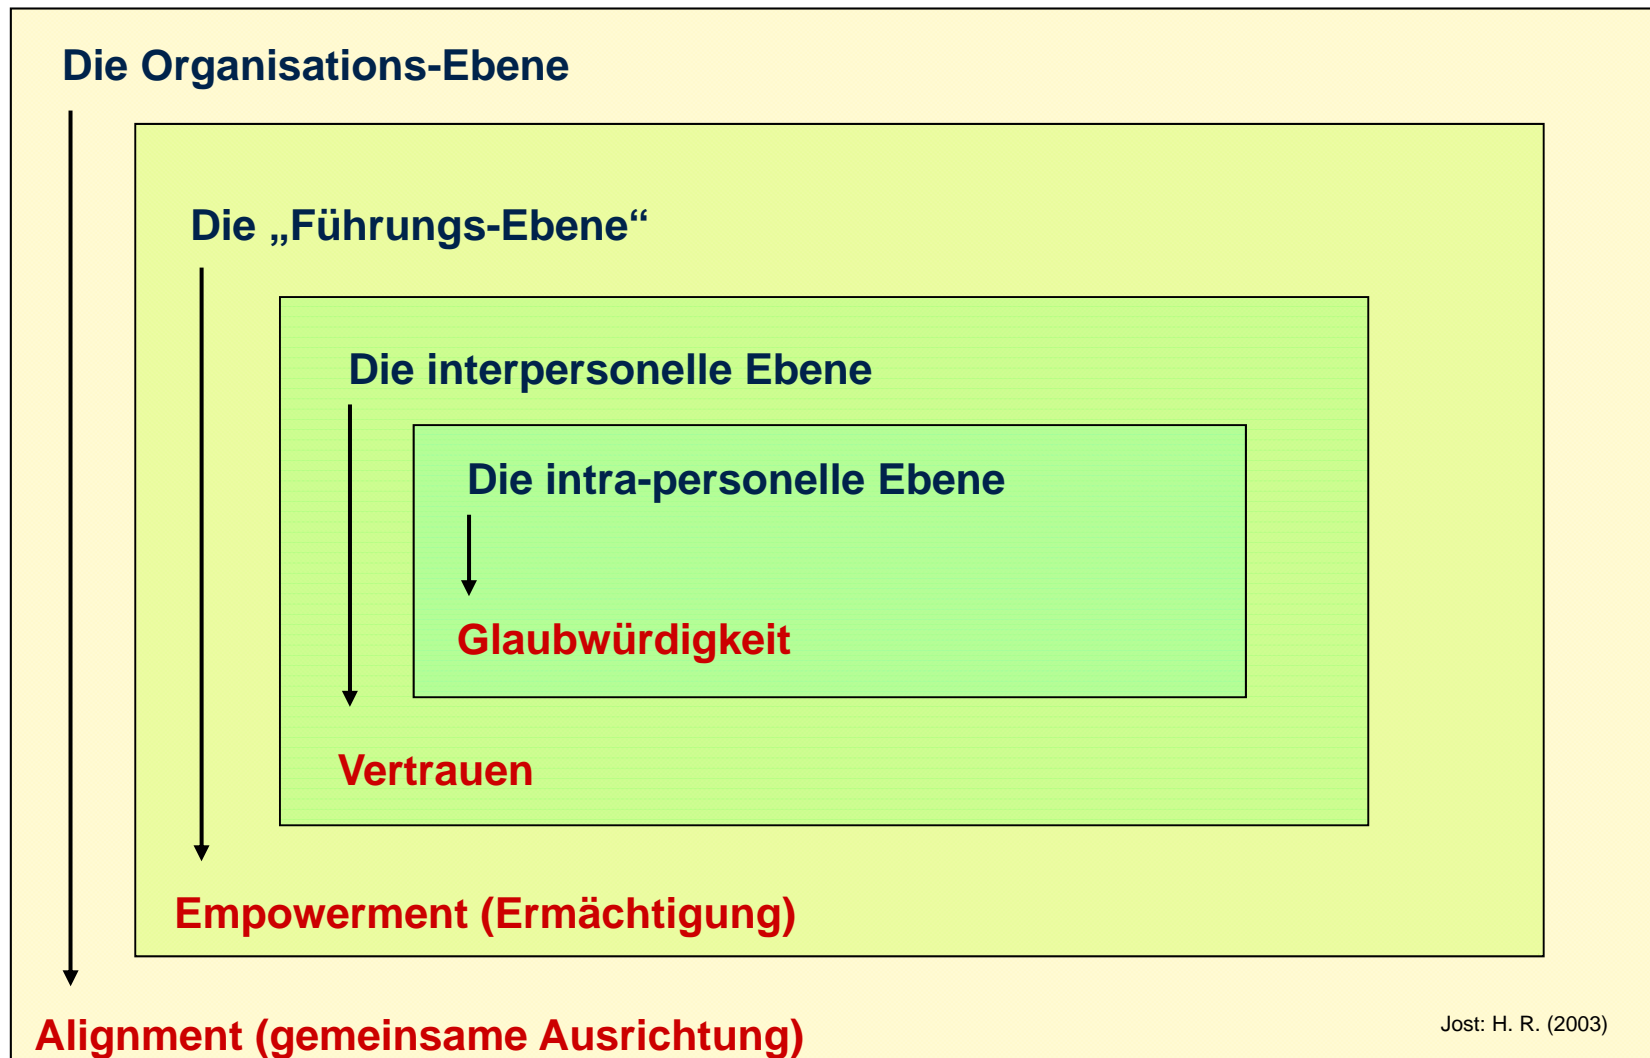 Die Organisations-Ebene
Die „Führungs-Ebene“
Die interpersonelle Ebene
Die intra-personelle Ebene
Glaubwürdigkeit
Vertrauen
Empowerment (Ermächtigung)
Alignment (gemeinsame Ausrichtung)
Jost: H. R. (2003)